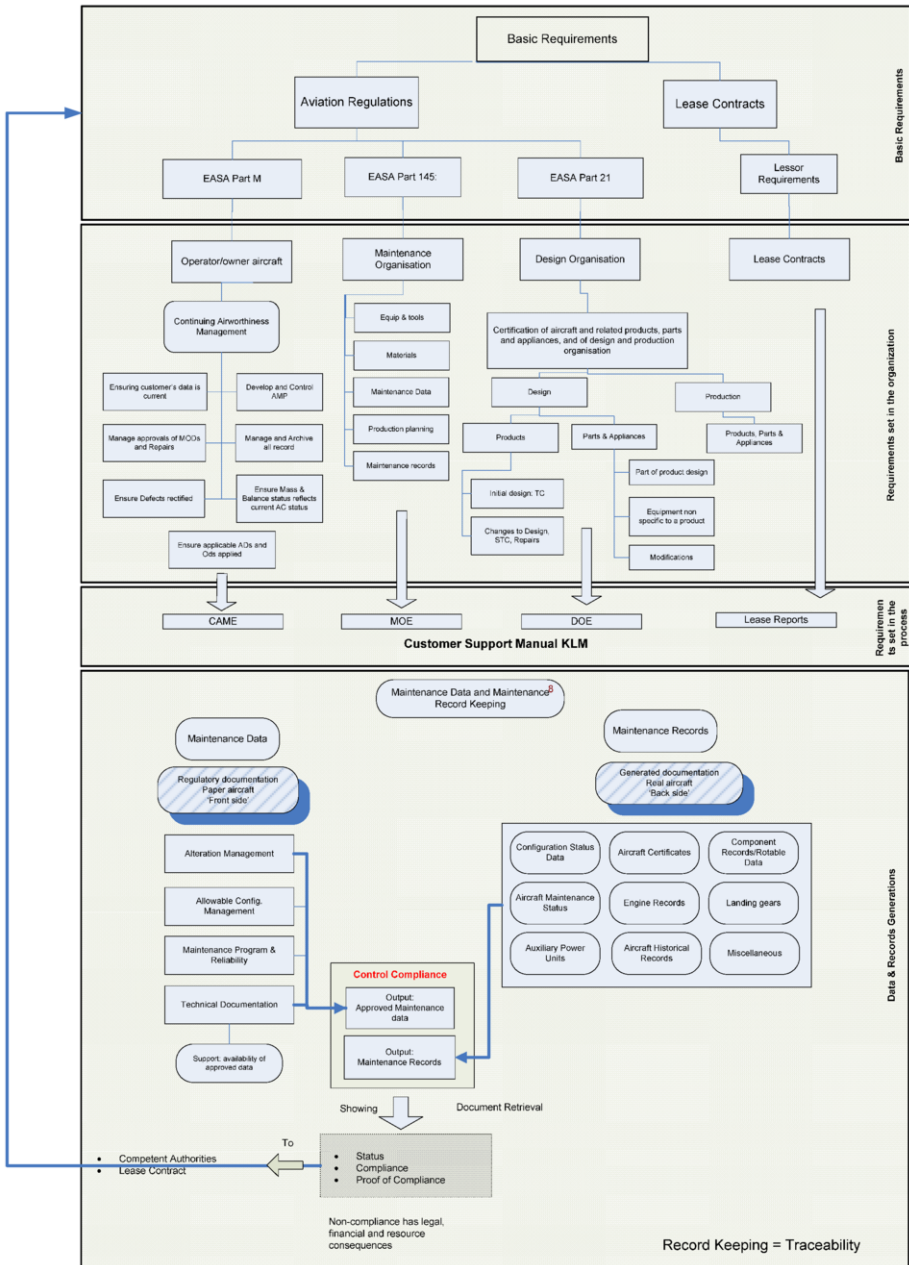 Basic Requirements
Aviation Regulations
Lease Contracts
EASA Part M
EASA Part 145:
EASA Part 21
Lessor
Requirements
Basic Requirements
Operator/owner aircraft
Maintenance
Organisation
Design Organisation
Lease Contracts
Continuing Airworthiness
Management
Ensuring customer's data is
current
Develop and Control
AMP
Manage approvals of MODs
and Repairs
Manage and Archive
all record
Ensure Defects rectified
Ensure Mass &
Balance status reflects
current AC status
Ensure applicable ADs and
Ods applied
Equip & tools
Materials
Maintenance Data
Production planning
Maintenance records
Certification of aircraft and related products, parts
and appliances, and of design and production
organisation
Design
Production
Products
Parts & Appliances
Products, Parts &
Appliances
Initial design: TC
Changes to Design,
STC, Repairs
Part of product design
Equipment non
specific to a product
Modifications
Requirements set in the organization
CAME
MOE
DOE
Lease Reports
Customer Support Manual KLM
Requiremen
ts set in the
process
Maintenance Data and Maintenance8
Record Keeping
Maintenance Data
Maintenance Records
Regulatory documentation
Paper aircraft
'Front side'
Generated documentation
Real aircraft
'Back side'
Alteration Management
Allowable Config.
Management
Maintenance Program &
Reliability
Technical Documentation
Support: availability of
approved data
Configuration Status
Data
Aircraft Certificates
Component
Records/Rotable
Data
Aircraft Maintenance
Status
Engine Records
Landing gears
Auxiliary Power
Units
Aircraft Historical
Records
Miscellaneous
Control Compliance
Output:
Approved Maintenance
data
Output:
Maintenance Records
Showing
Document Retrieval
To
• Competent Authorities
• Lease Contract
• Status
• Compliance
• Proof of Compliance
Non-compliance has legal,
financial and resource
consequences
Record Keeping = Traceability
Data & Records Generations